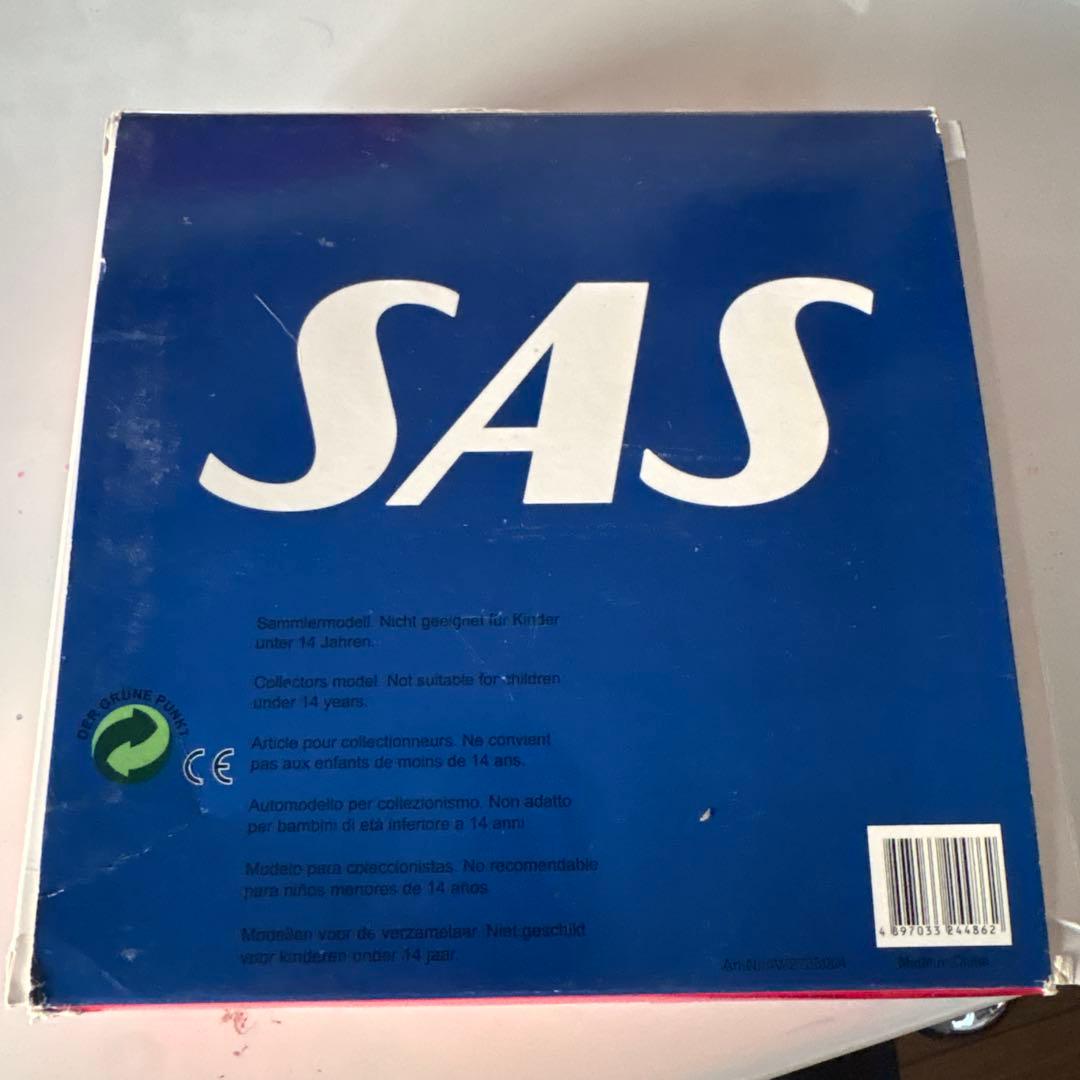 SAS
Sammlermodell. Nicht geeignet für Kinder
unter 14 Jahren.
Collectors model. Not suitable for children
under 14 years.
DER GRÜNE PUNKT
CE
Article pour collectionneurs. Ne convient
pas aux enfants de moins de 14 ans.
Automodello per collezionismo. Non adatto
per bambini di età inferiore a 14 anni
Modelo para coleccionistas. No recomendable
para niños menores de 14 años
Modellen voor de verzamelaar. Niet geschikt
voor kinderen onder 14 jaar.
4 897033 244862
Art.Nr.
Made in China